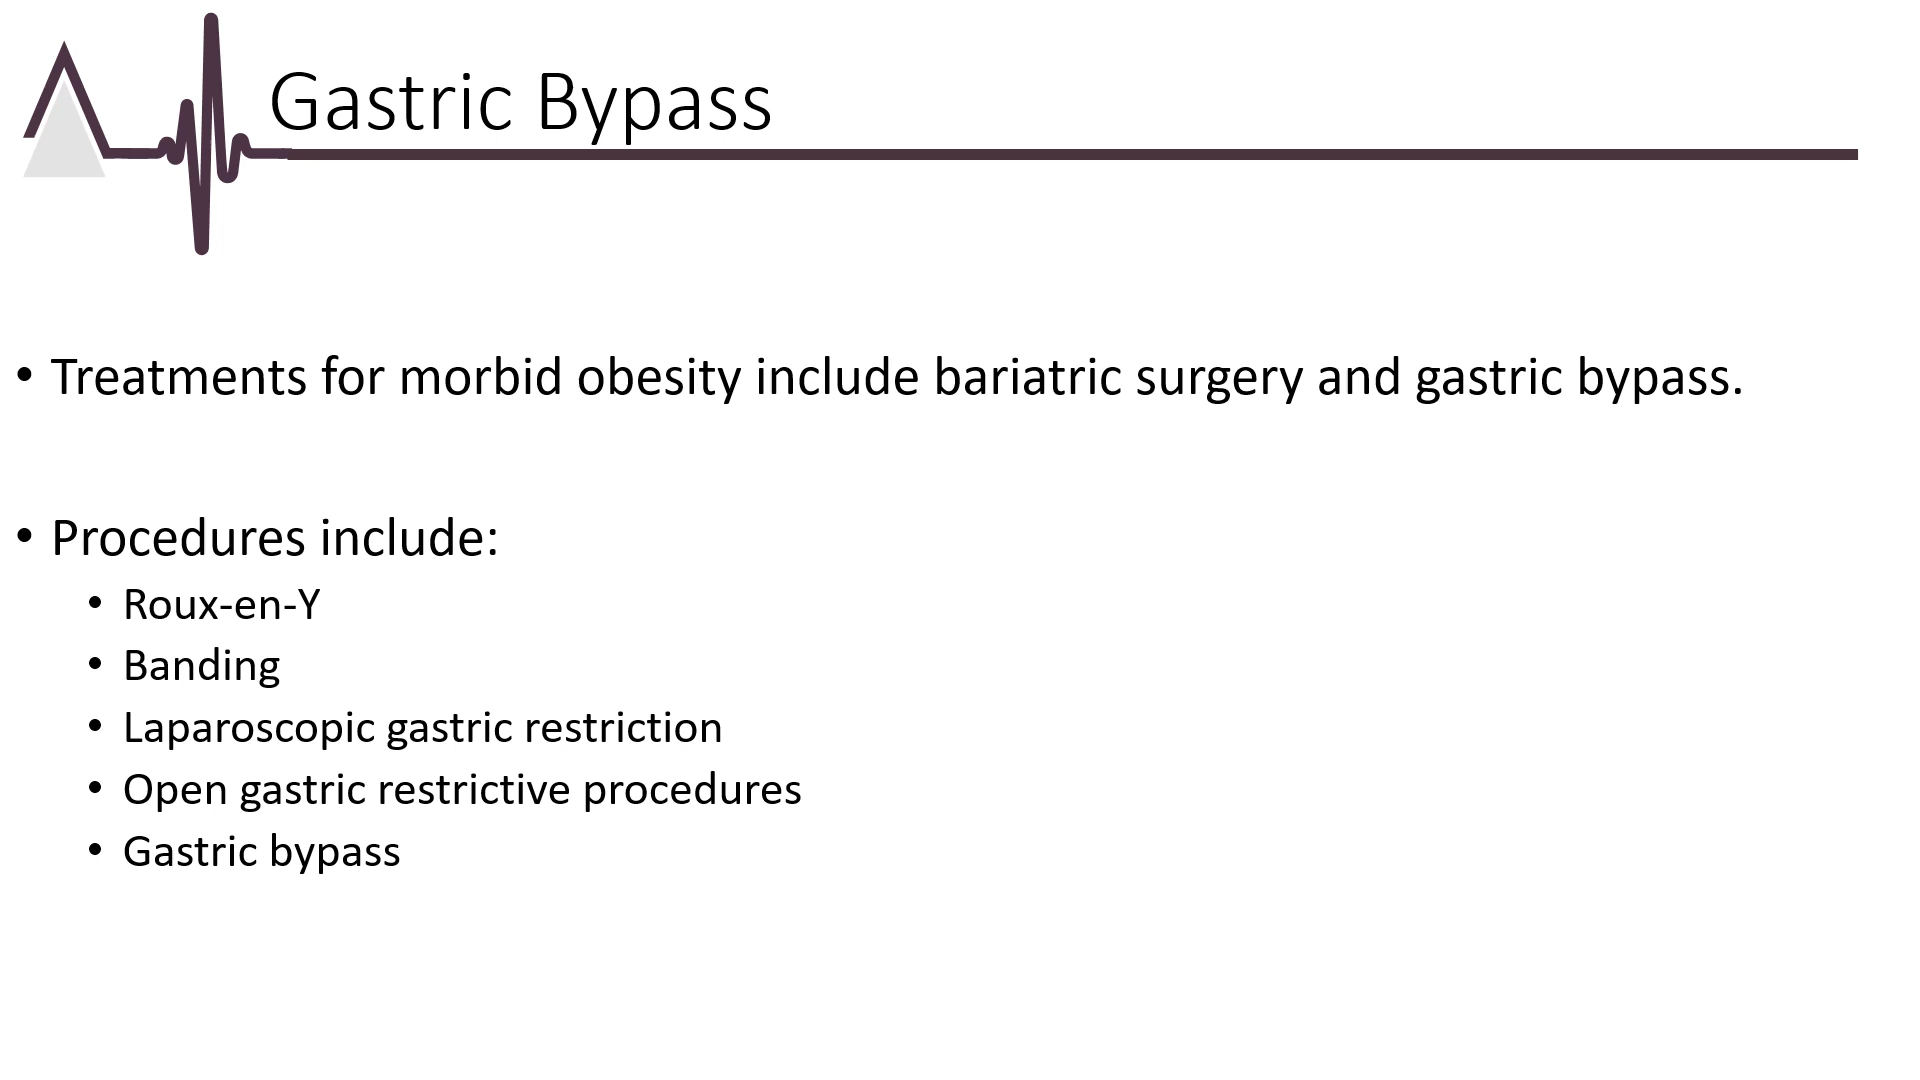 Gastric Bypass
• Treatments for morbid obesity include bariatric surgery and gastric bypass.
• Procedures include:
• Roux-en-Y
• Banding
• Laparoscopic gastric restriction
• Open gastric restrictive procedures
• Gastric bypass